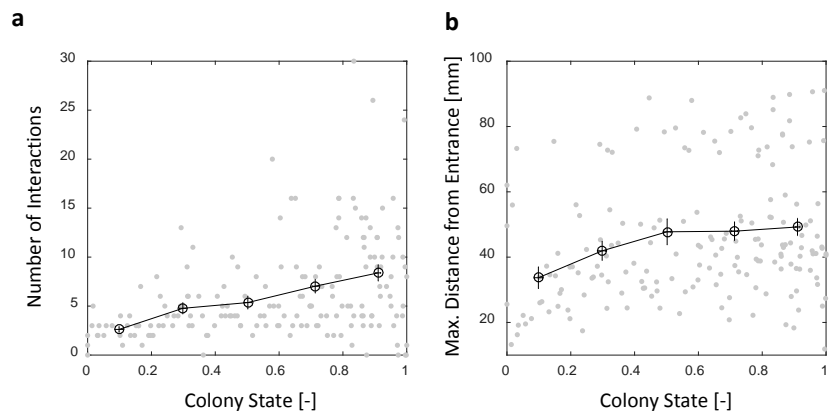 a
Number of Interactions
30
25
20
15
10
5
0
0 0.2 0.4 0.6 0.8 1
Colony State [-]
b
Max. Distance from Entrance [mm]
100
80
60
40
20
0 0.2 0.4 0.6 0.8 1
Colony State [-]